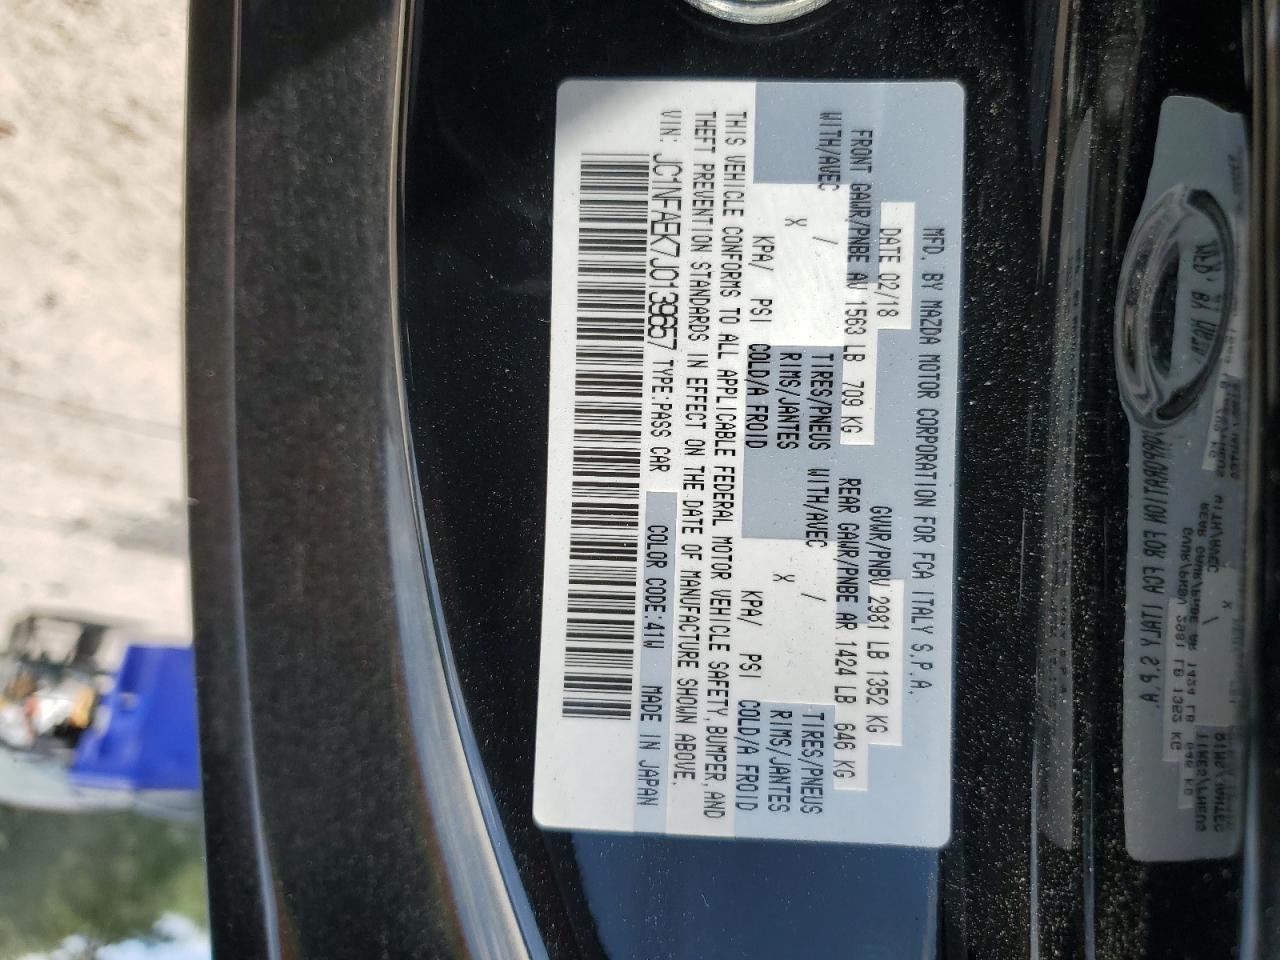 MFD. BY MAZDA MOTOR CORPORATION FOR FCA ITALY S.P.A.
DATE 02/18 GVWR/PNBV 2981 LB 1352 KG
FRONT GAWR/PNBE AV 1563 LB 709 KG REAR GAWR/PNBE AR 1424 LB 646 KG
WITH/AVEC / TIRES/PNEUS WITH/AVEC / TIRES/PNEUS
X RIMS/JANTES X RIMS/JANTES
KPA/ PSI COLD/A FROID KPA/ PSI COLD/A FROID
THIS VEHICLE CONFORMS TO ALL APPLICABLE FEDERAL MOTOR VEHICLE SAFETY, BUMPER, AND
THEFT PREVENTION STANDARDS IN EFFECT ON THE DATE OF MANUFACTURE SHOWN ABOVE.
VIN: JC1NFAEK7J0139657 TYPE:PASS CAR COLOR CODE:41W MADE IN JAPAN